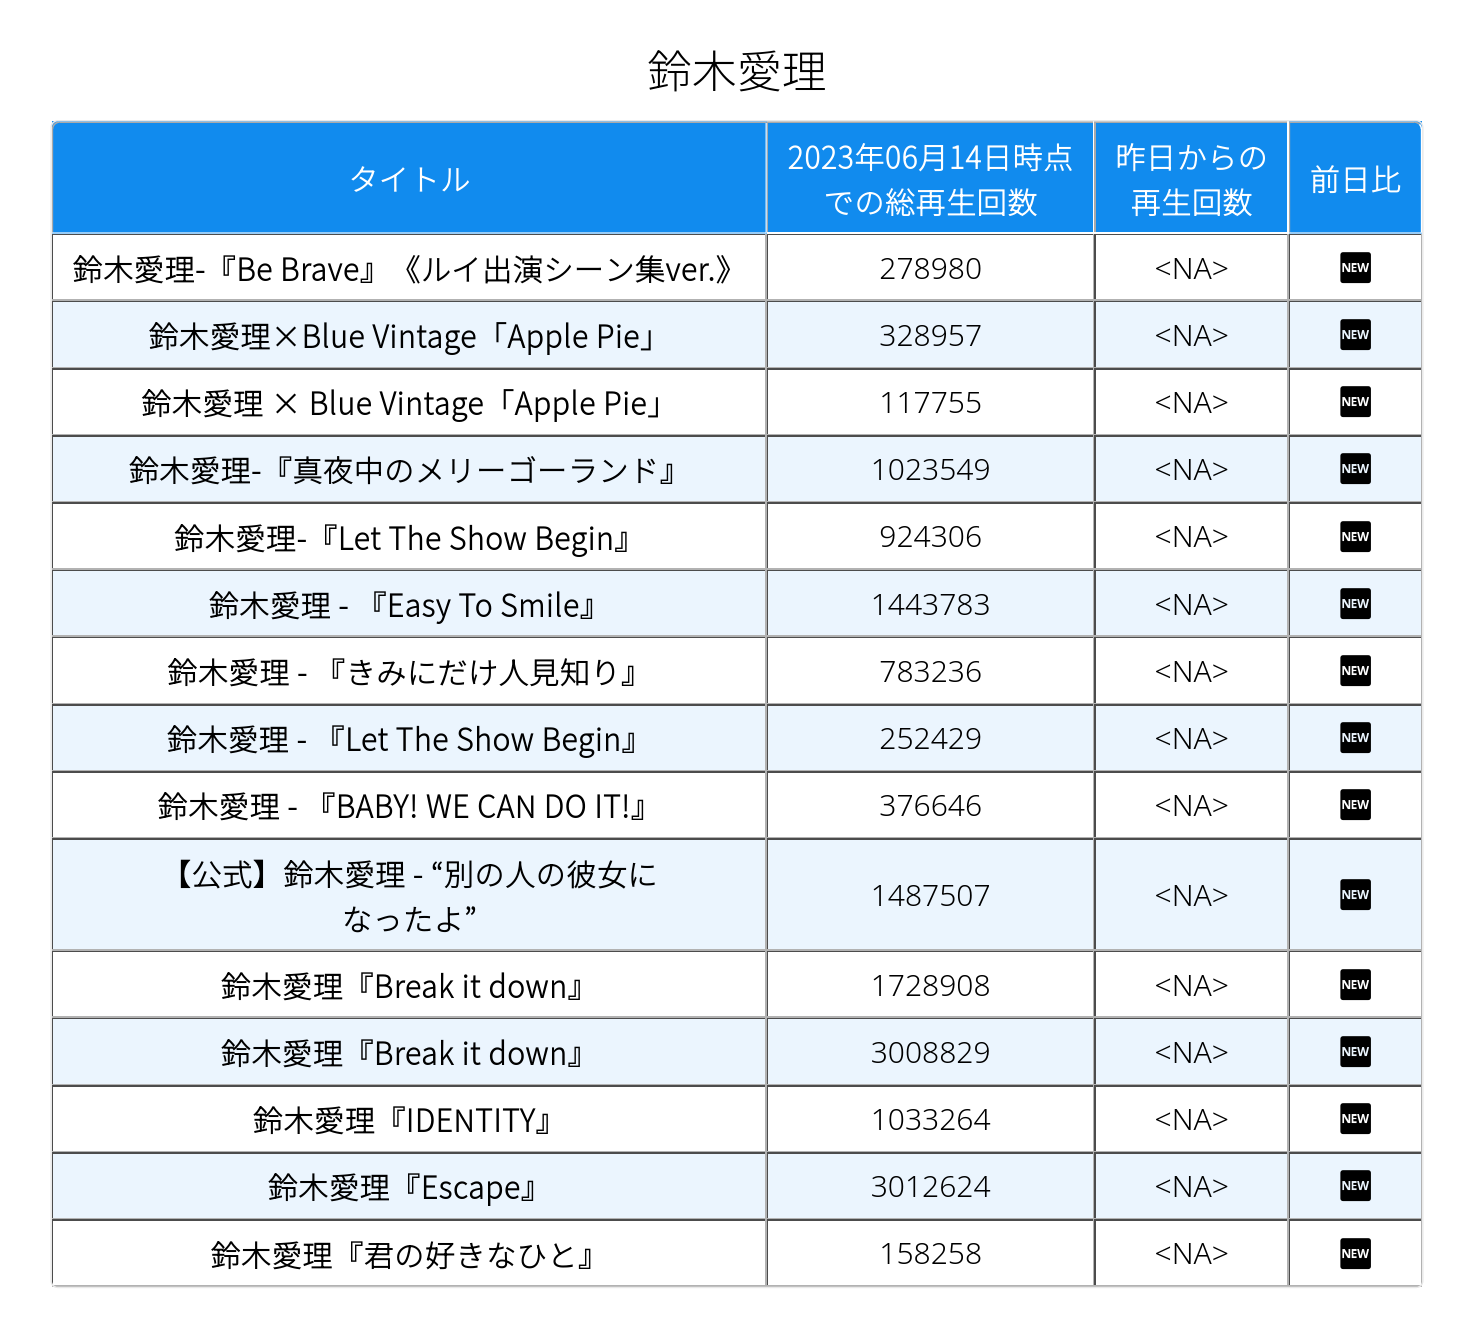 鈴木愛理
タイトル
2023年06月14日時点
での総再生回数
昨日からの
再生回数
前日比
鈴木愛理-『Be Brave』《ルイ出演シーン集ver.》 278980 <NA> NEW
鈴木愛理×Blue Vintage「Apple Pie」 328957 <NA> NEW
鈴木愛理 × Blue Vintage「Apple Pie」 117755 <NA> NEW
鈴木愛理-『真夜中のメリーゴーランド』 1023549 <NA> NEW
鈴木愛理-『Let The Show Begin』 924306 <NA> NEW
鈴木愛理 - 『Easy To Smile』 1443783 <NA> NEW
鈴木愛理 - 『きみにだけ人見知り』 783236 <NA> NEW
鈴木愛理 - 『Let The Show Begin』 252429 <NA> NEW
鈴木愛理 - 『BABY! WE CAN DO IT!』 376646 <NA> NEW
【公式】鈴木愛理 - “別の人の彼女に
なったよ” 1487507 <NA> NEW
鈴木愛理『Break it down』 1728908 <NA> NEW
鈴木愛理『Break it down』 3008829 <NA> NEW
鈴木愛理『IDENTITY』 1033264 <NA> NEW
鈴木愛理『Escape』 3012624 <NA> NEW
鈴木愛理『君の好きなひと』 158258 <NA> NEW